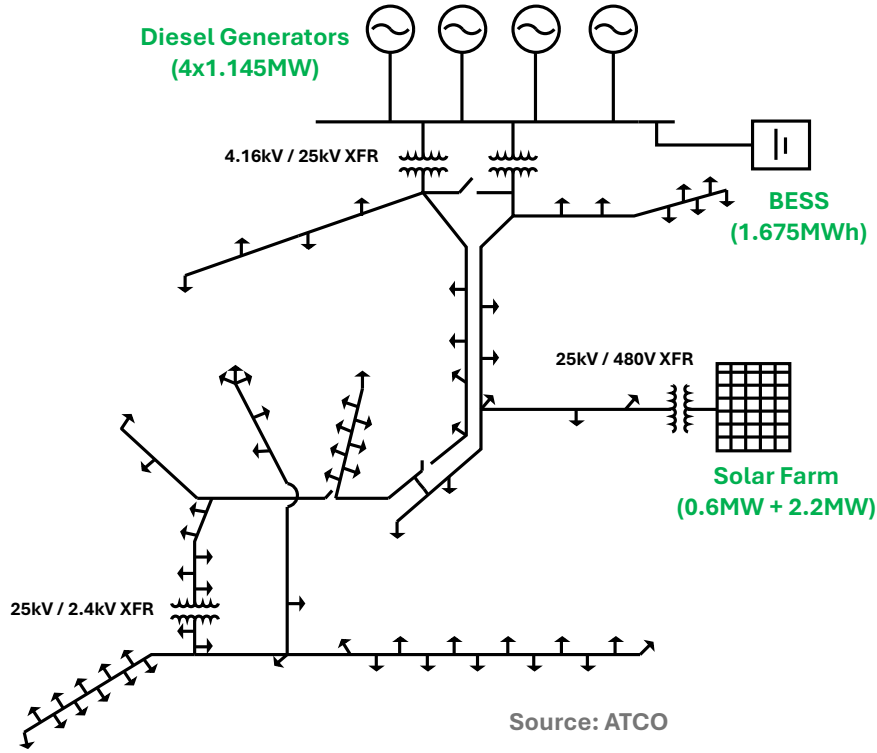 Diesel Generators
(4x1.145MW)
4.16kV / 25kV XFR
BESS
(1.675MWh)
25kV / 480V XFR
Solar Farm
(0.6MW + 2.2MW)
25kV / 2.4kV XFR
Source: ATCO